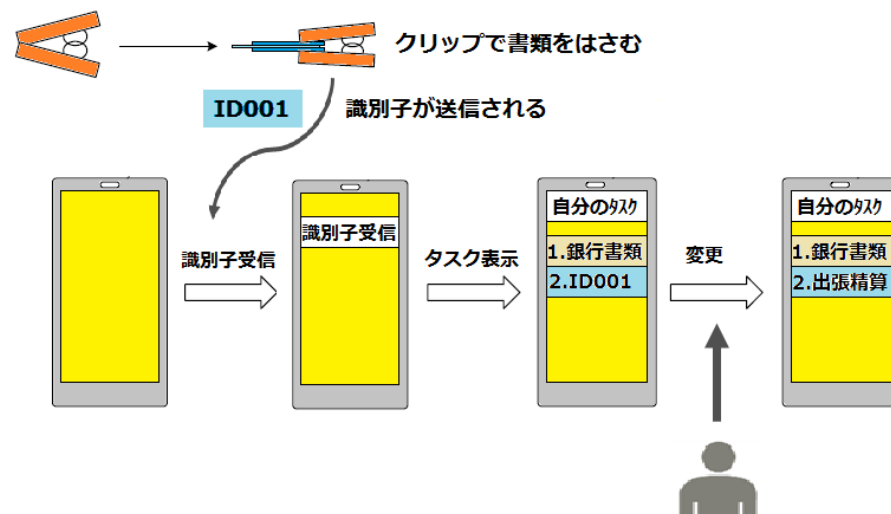 クリップで書類をはさむ
ID001
識別子が送信される
識別子受信
識別子受信
タスク表示
自分のタスク
1.銀行書類
2.ID001
変更
自分のタスク
1.銀行書類
2.出張精算